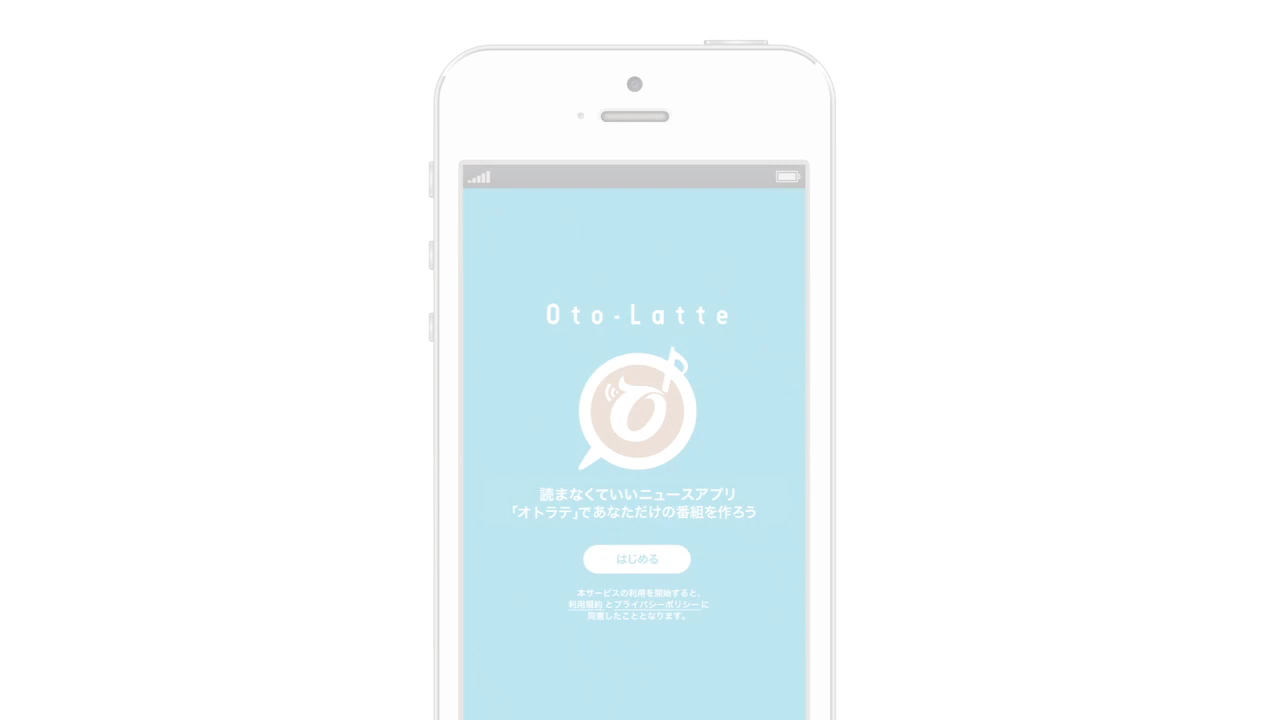 Oto-Latte
読まなくていいニュースアプリ
「オトラテ」であなただけの番組を作ろう
はじめる
本サービスの利用を開始すると、
利用規約 とプライバシーポリシー に
同意したこととなります。